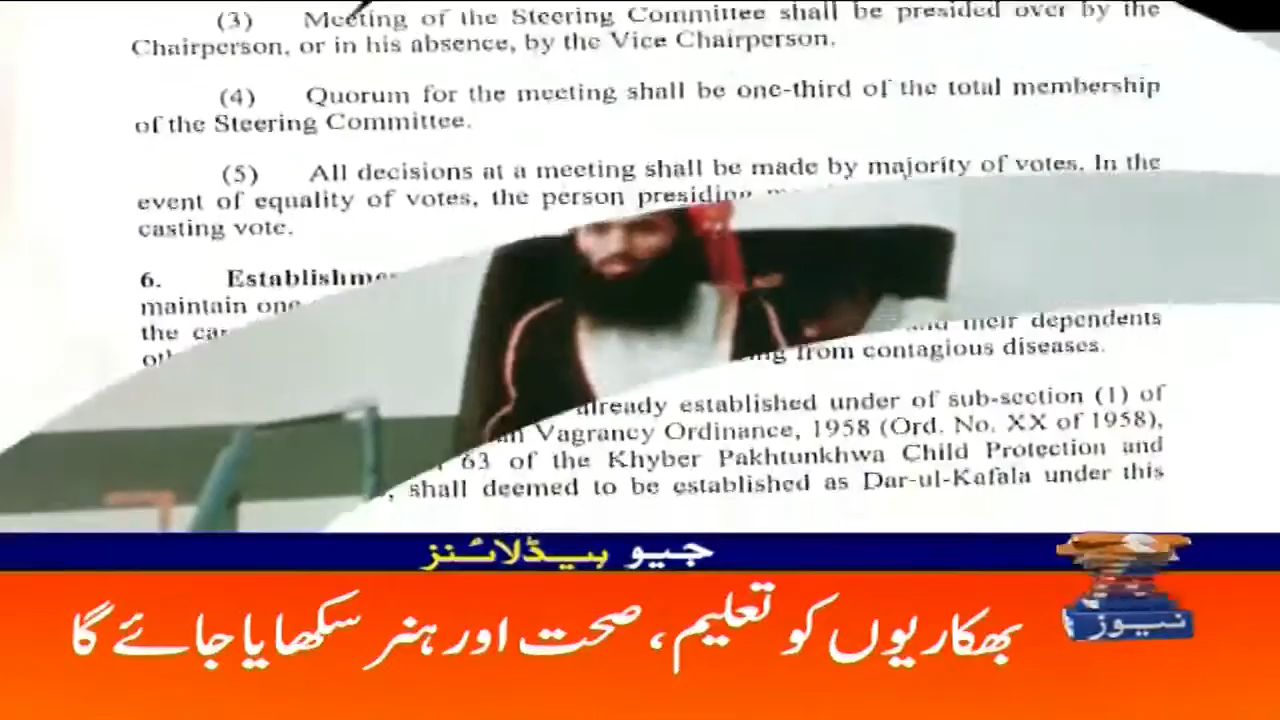 (3) Meeting of the Steering Committee shall be presided over by the
Chairperson, or in his absence, by the Vice Chairperson.
(4) Quorum for the meeting shall be one-third of the total membership
of the Steering Committee.
(5) All decisions at a meeting shall be made by majority of votes. In the
event of equality of votes, the person presiding
casting vote.
6.
maintain one
the
their dependents
from contagious diseases.
already established under of sub-section (1) of
Vagrancy Ordinance, 1958 (Ord. No. XX of 1958),
63 of the Khyber Pakhtunkhwa Child Protection and
, shall deemed to be established as Dar-ul-Kafala under this
جیو ہیڈلائنز
بھکاریوں کو تعلیم، صحت اور ہنر سکھایا جائے گا
نیوز